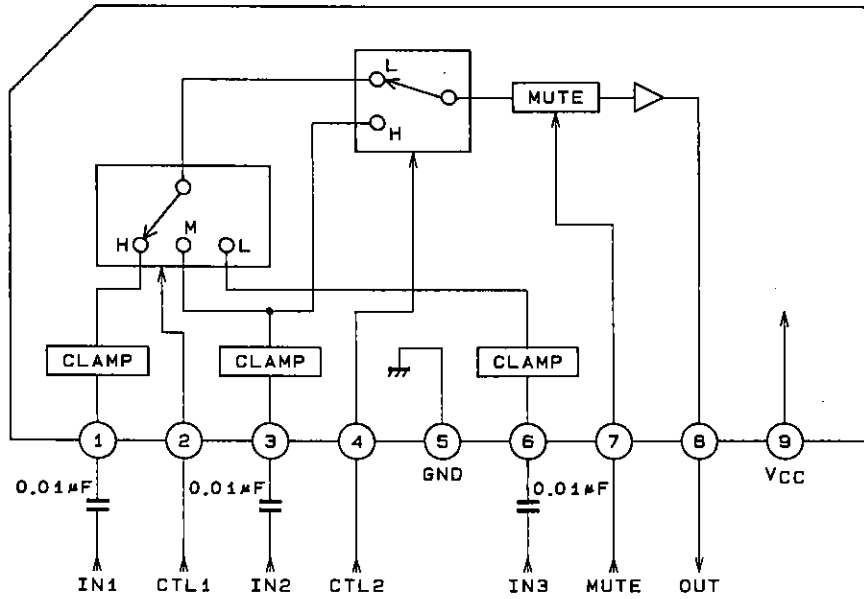 L
MUTE
H
M
H
L
CLAMP
CLAMP
CLAMP
1
2
3
4
5
6
7
8
9
GND
VCC
0.01µF
0.01µF
0.01µF
IN1
CTL1
IN2
CTL2
IN3
MUTE
OUT